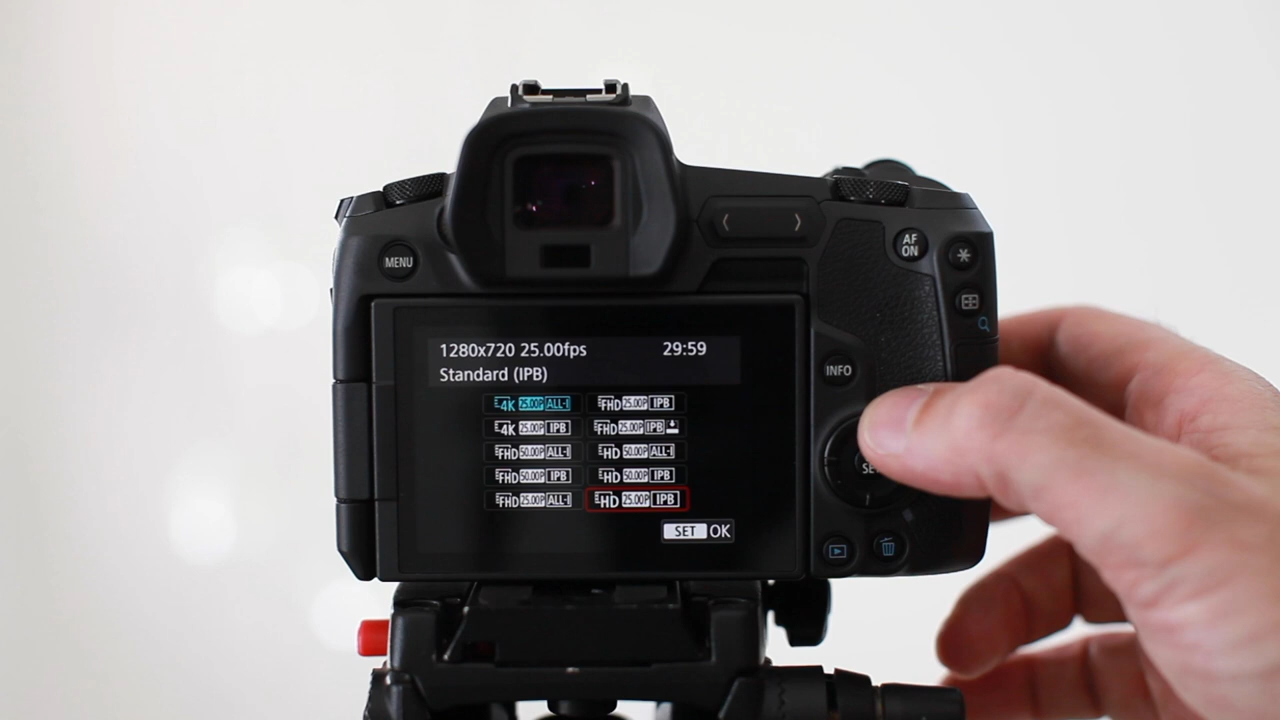 MENU
AF
ON
1280x720 25.00fps 29:59
Standard (IPB)
4K 25.00P ALL-I
FHD 25.00P IPB
4K 25.00P IPB
FHD 25.00P IPB
FHD 50.00P ALL-I
HD 50.00P ALL-I
FHD 50.00P IPB
HD 50.00P IPB
FHD 25.00P ALL-I
HD 25.00P IPB
SET OK
INFO